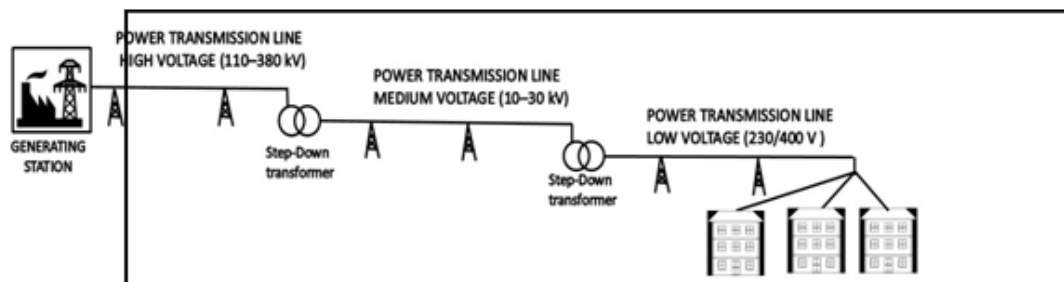 POWER TRANSMISSION LINE
HIGH VOLTAGE (110–380 kV)
GENERATING
STATION
Step-Down
transformer
POWER TRANSMISSION LINE
MEDIUM VOLTAGE (10–30 kV)
Step-Down
transformer
POWER TRANSMISSION LINE
LOW VOLTAGE (230/400 V )